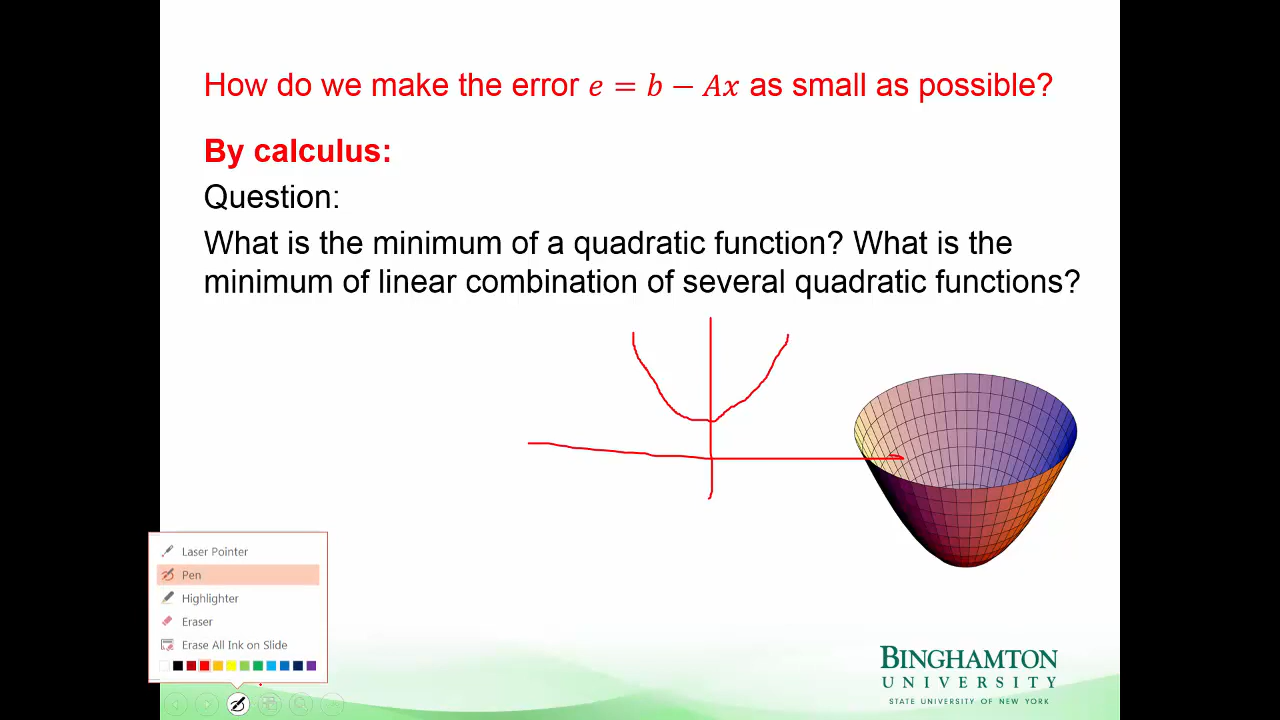 How do we make the error e = b − Ax as small as possible?
By calculus:
Question:
What is the minimum of a quadratic function? What is the
minimum of linear combination of several quadratic functions?
Laser Pointer
Pen
Highlighter
Eraser
Erase All Ink on Slide
BINGHAMTON
UNIVERSITY
STATE UNIVERSITY OF NEW YORK